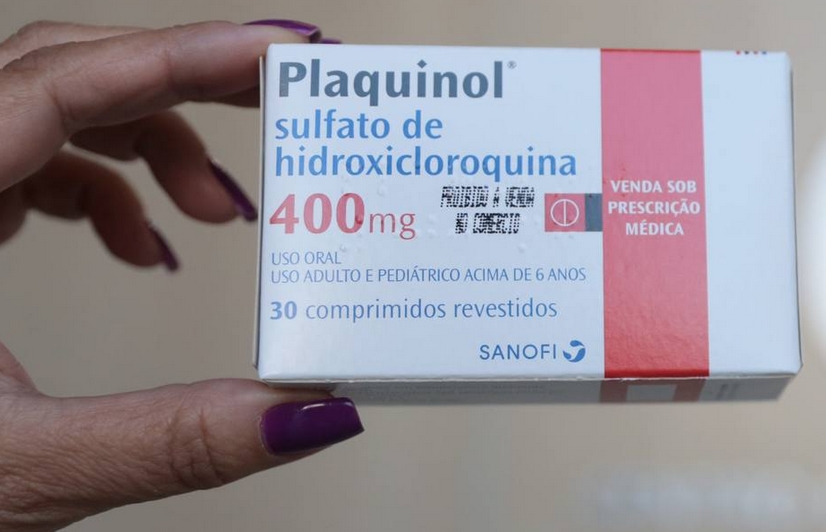 Plaquinol®
sulfato de
hidroxicloroquina
400mg
PROIBIDO A VENDA
NO COMERCIO
VENDA SOB
PRESCRIÇÃO
MÉDICA
USO ORAL
USO ADULTO E PEDIÁTRICO ACIMA DE 6 ANOS
30 comprimidos revestidos
SANOFI